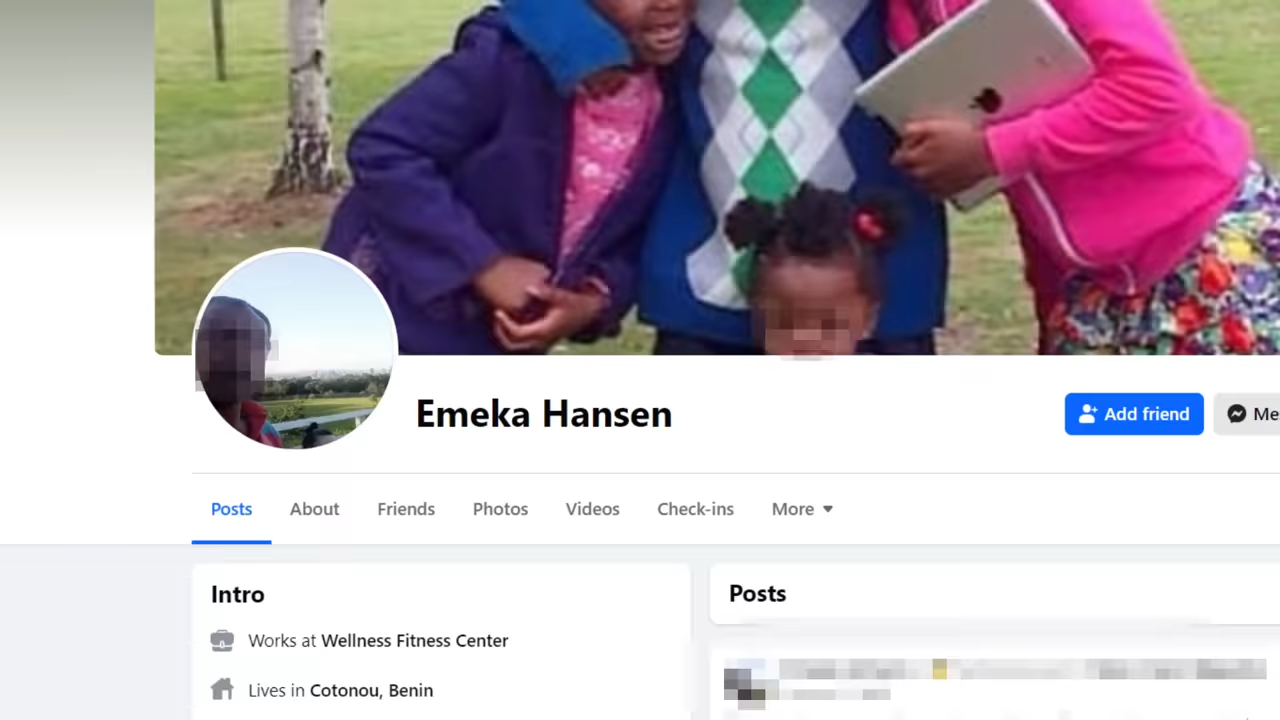 Emeka Hansen
Add friend
Posts About Friends Photos Videos Check-ins More
Intro
Works at Wellness Fitness Center
Lives in Cotonou, Benin
Posts